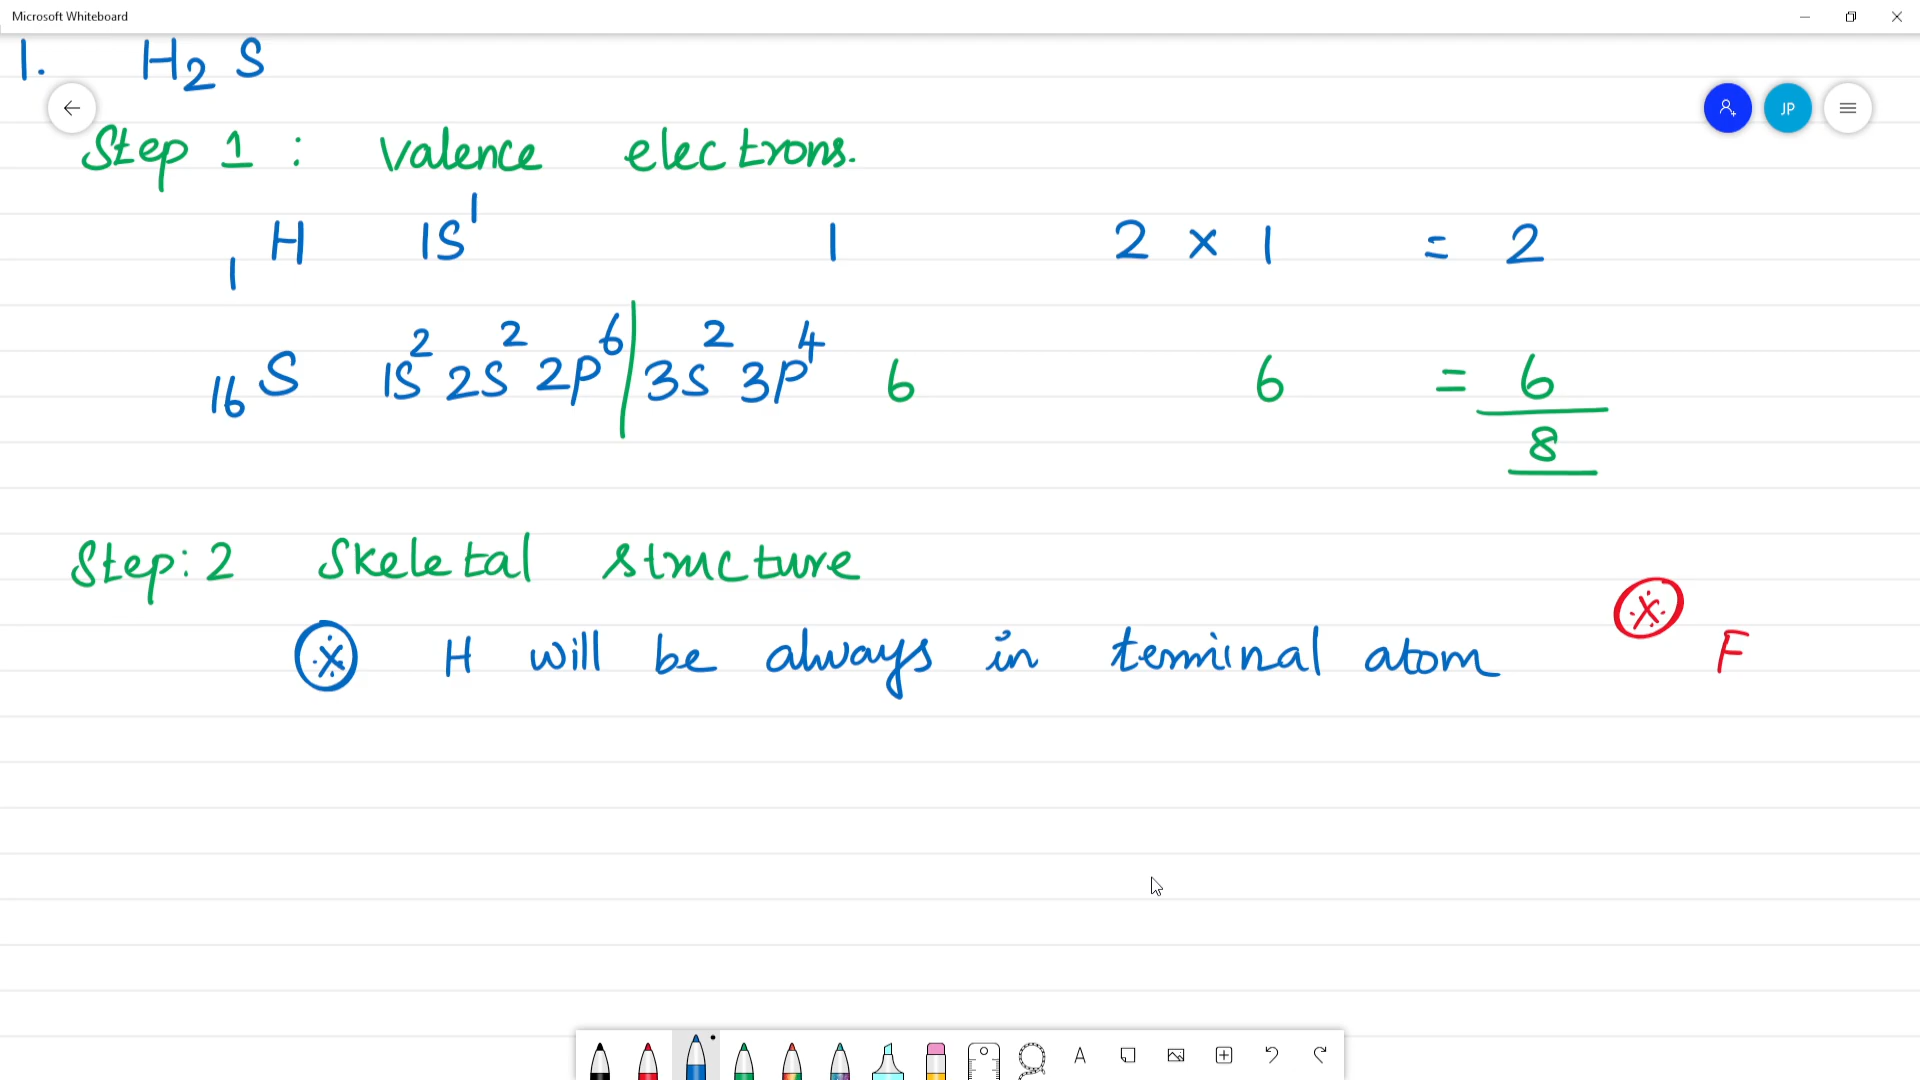 Microsoft Whiteboard
1. H₂S
JP
Step 1 : Valence electrons.
₁H 1S¹ 1 2 × 1 = 2
₁₆S 1S² 2S² 2P⁶ | 3S² 3P⁴ 6 6 = 6
8
Step: 2 Skeletal structure
※ H will be always in terminal atom ※ F
A